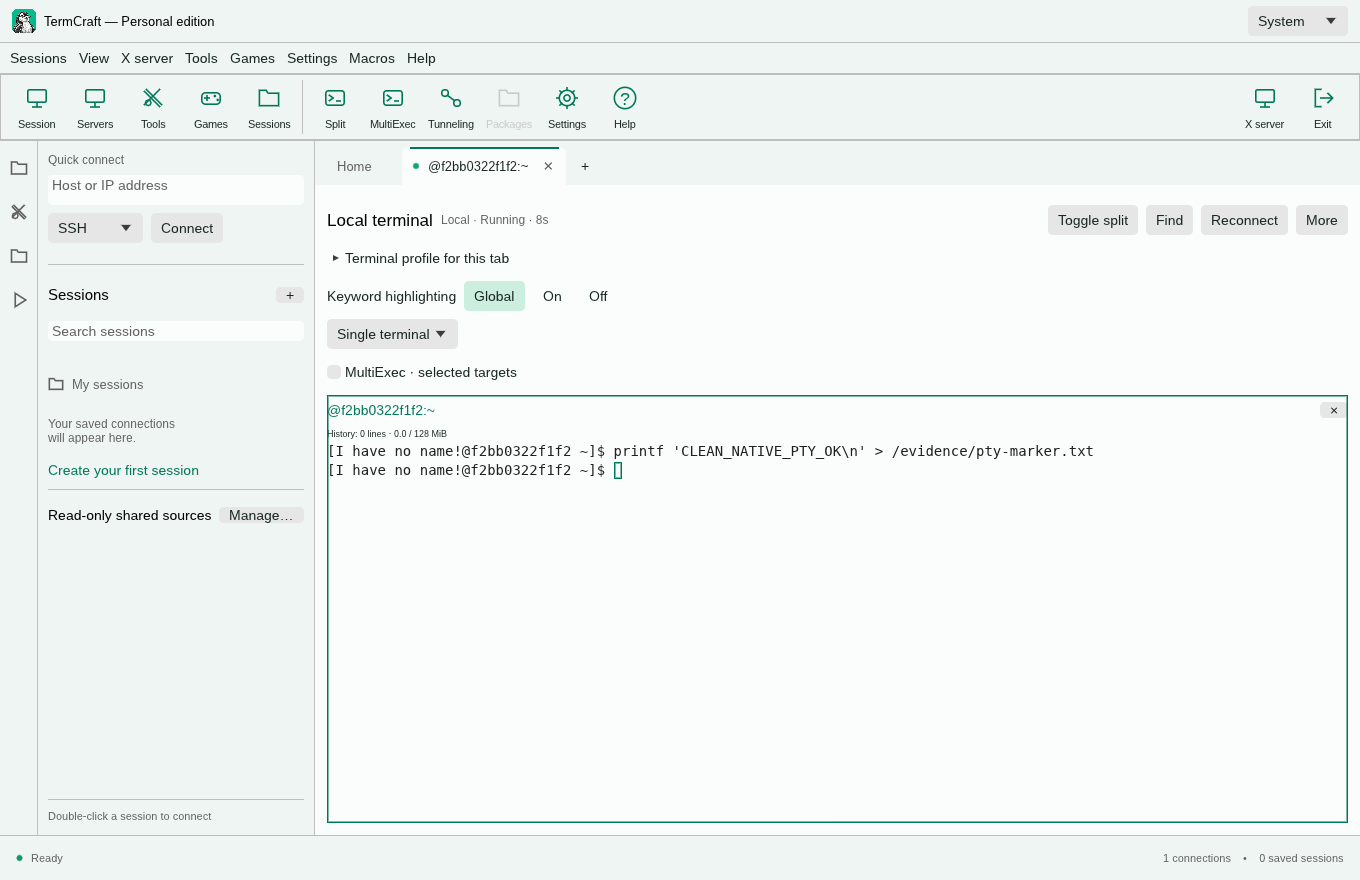 TermCraft — Personal edition
System
Sessions View X server Tools Games Settings Macros Help
Session Servers Tools Games Sessions Split MultiExec Tunneling Packages Settings Help X server Exit
Quick connect
Host or IP address
SSH Connect
Sessions +
Search sessions
My sessions
Your saved connections
will appear here.
Create your first session
Read-only shared sources Manage…
Double-click a session to connect
Home @f2bb0322f1f2:~ ✕ +
Local terminal Local · Running · 8s Toggle split Find Reconnect More
Terminal profile for this tab
Keyword highlighting Global On Off
Single terminal
MultiExec · selected targets
@f2bb0322f1f2:~ ×
History: 0 lines · 0.0 / 128 MiB
[I have no name!@f2bb0322f1f2 ~]$ printf 'CLEAN_NATIVE_PTY_OK\n' > /evidence/pty-marker.txt
[I have no name!@f2bb0322f1f2 ~]$
Ready 1 connections • 0 saved sessions